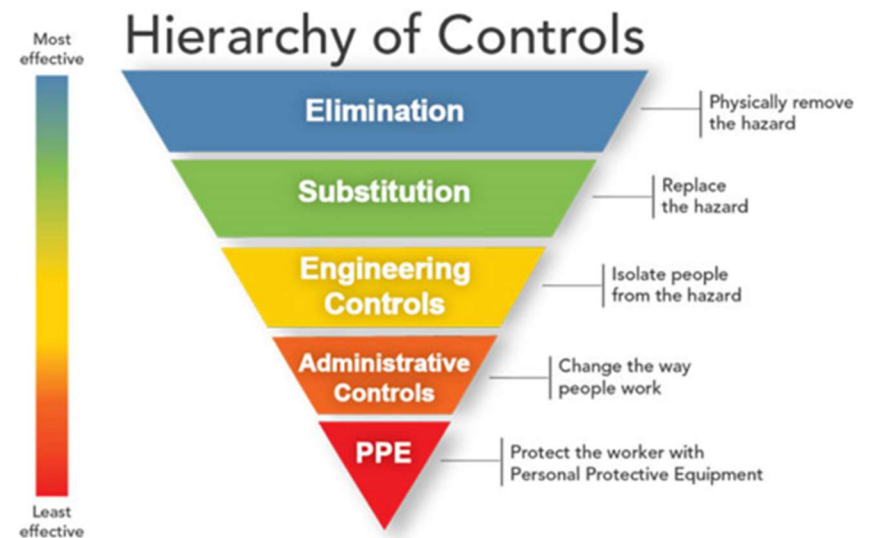 Hierarchy of Controls
Most
effective
Elimination
Physically remove
the hazard
Substitution
Replace
the hazard
Engineering
Controls
Isolate people
from the hazard
Administrative
Controls
Change the way
people work
PPE
Protect the worker with
Personal Protective Equipment
Least
effective